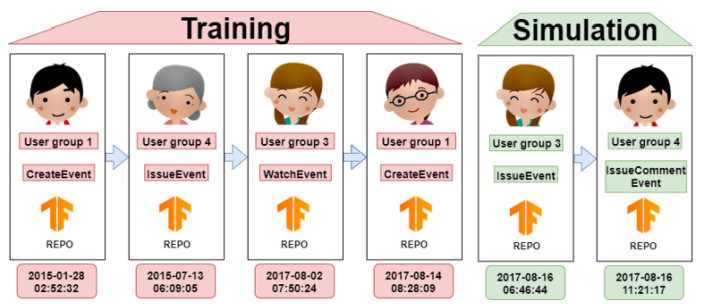 Training
Simulation
User group 1
User group 4
User group 3
User group 1
User group 3
User group 4
CreateEvent
IssueEvent
WatchEvent
CreateEvent
IssueEvent
IssueComment
Event
REPO
REPO
REPO
REPO
REPO
REPO
2015-01-28
02:52:32
2015-07-13
06:09:05
2017-08-02
07:50:24
2017-08-14
08:28:09
2017-08-16
06:46:44
2017-08-16
11:21:17